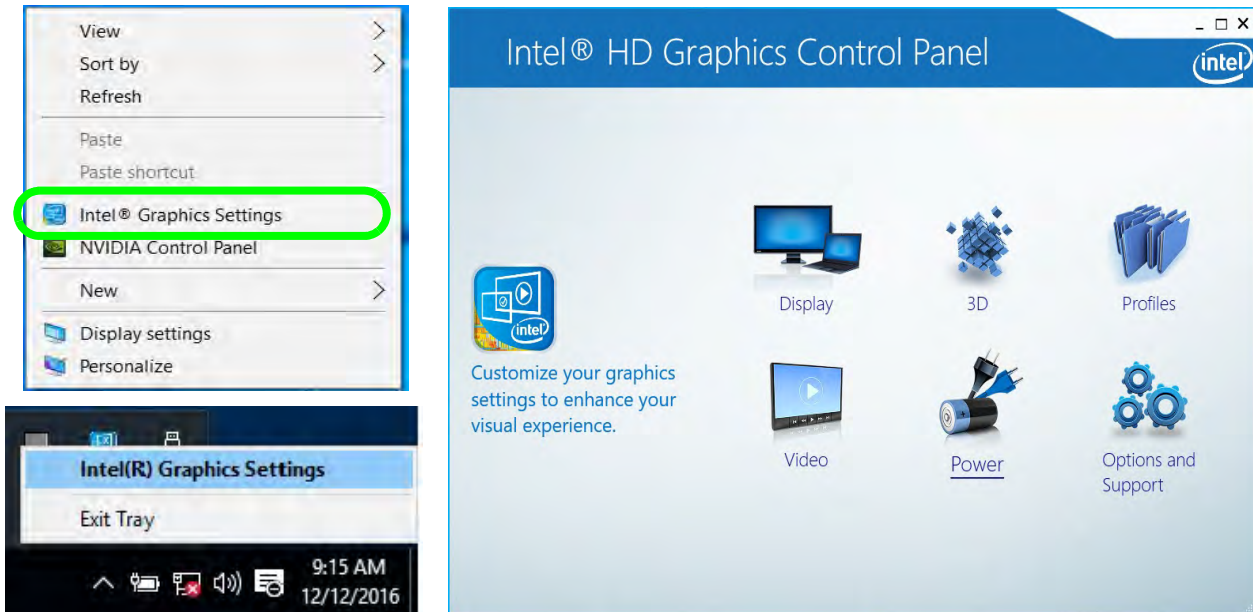 View
Sort by
Refresh
Paste
Paste shortcut
Intel® Graphics Settings
NVIDIA Control Panel
New
Display settings
Personalize
Intel(R) Graphics Settings
Exit Tray
9:15 AM
12/12/2016
Intel® HD Graphics Control Panel
intel
intel
Customize your graphics
settings to enhance your
visual experience.
Display
3D
Profiles
Video
Power
Options and
Support